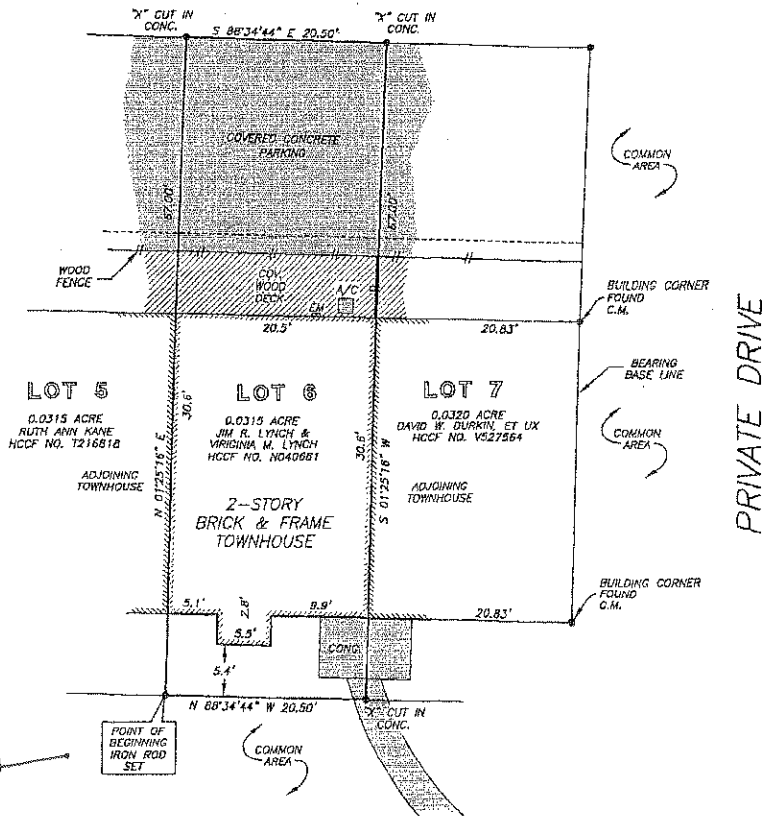 "X" CUT IN
CONC.
"X" CUT IN
CONC.
S 88°34'44" E 20.50'
COVERED CONCRETE
PARKING
COMMON
AREA
67.00'
67.00'
WOOD
FENCE
COV.
WOOD
DECK
A/C
EM
BUILDING CORNER
FOUND
C.M.
20.5'
20.83'
BEARING
BASE LINE
PRIVATE DRIVE
LOT 5
0.0315 ACRE
RUTH ANN KANE
HCCF NO. T216818
ADJOINING
TOWNHOUSE
30.6'
N 01°25'16" E
LOT 6
0.0315 ACRE
JIM R. LYNCH &
VIRGINIA M. LYNCH
HCCF NO. N040661
2-STORY
BRICK & FRAME
TOWNHOUSE
30.6'
S 01°25'16" W
LOT 7
0.0320 ACRE
DAVID W. DURKIN, ET UX
HCCF NO. V527564
ADJOINING
TOWNHOUSE
COMMON
AREA
BUILDING CORNER
FOUND
C.M.
5.1'
2.8'
9.9'
5.5'
20.83'
5.4'
CONC.
N 88°34'44" W 20.50'
"X" CUT IN
CONC.
POINT OF
BEGINNING
IRON ROD
SET
COMMON
AREA